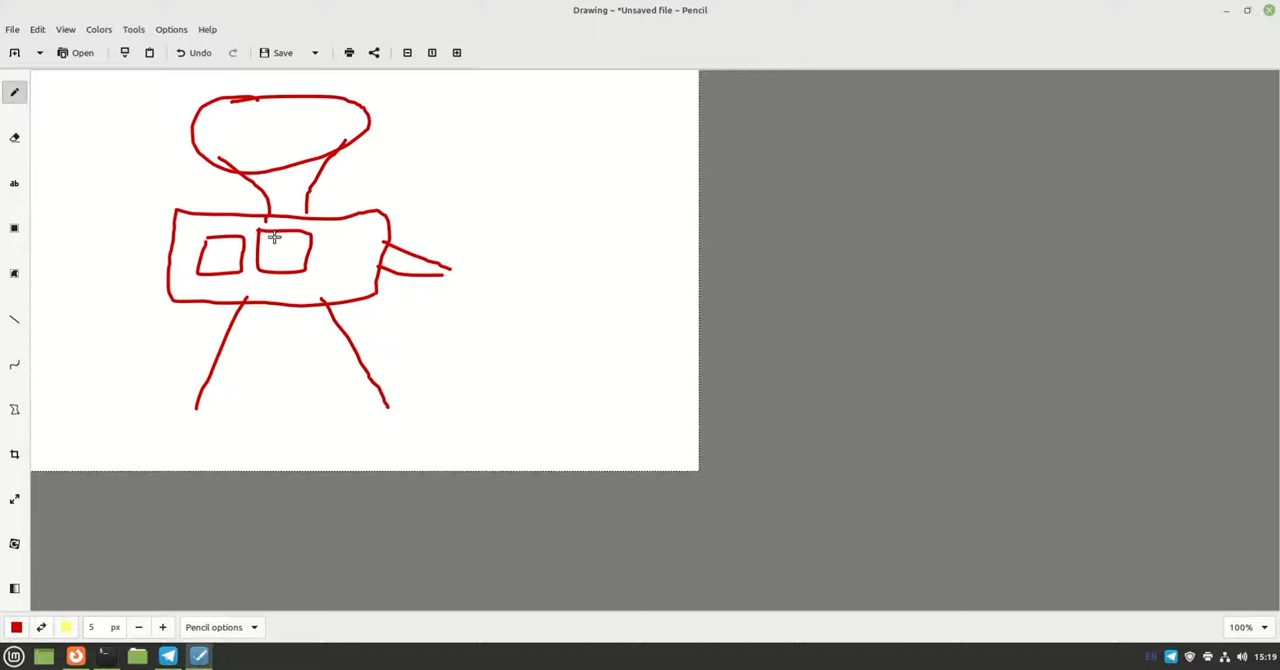 Drawing – *Unsaved file – Pencil
File Edit View Colors Tools Options Help
Open Undo Save
ab
5 px Pencil options 100%
EN 15:19